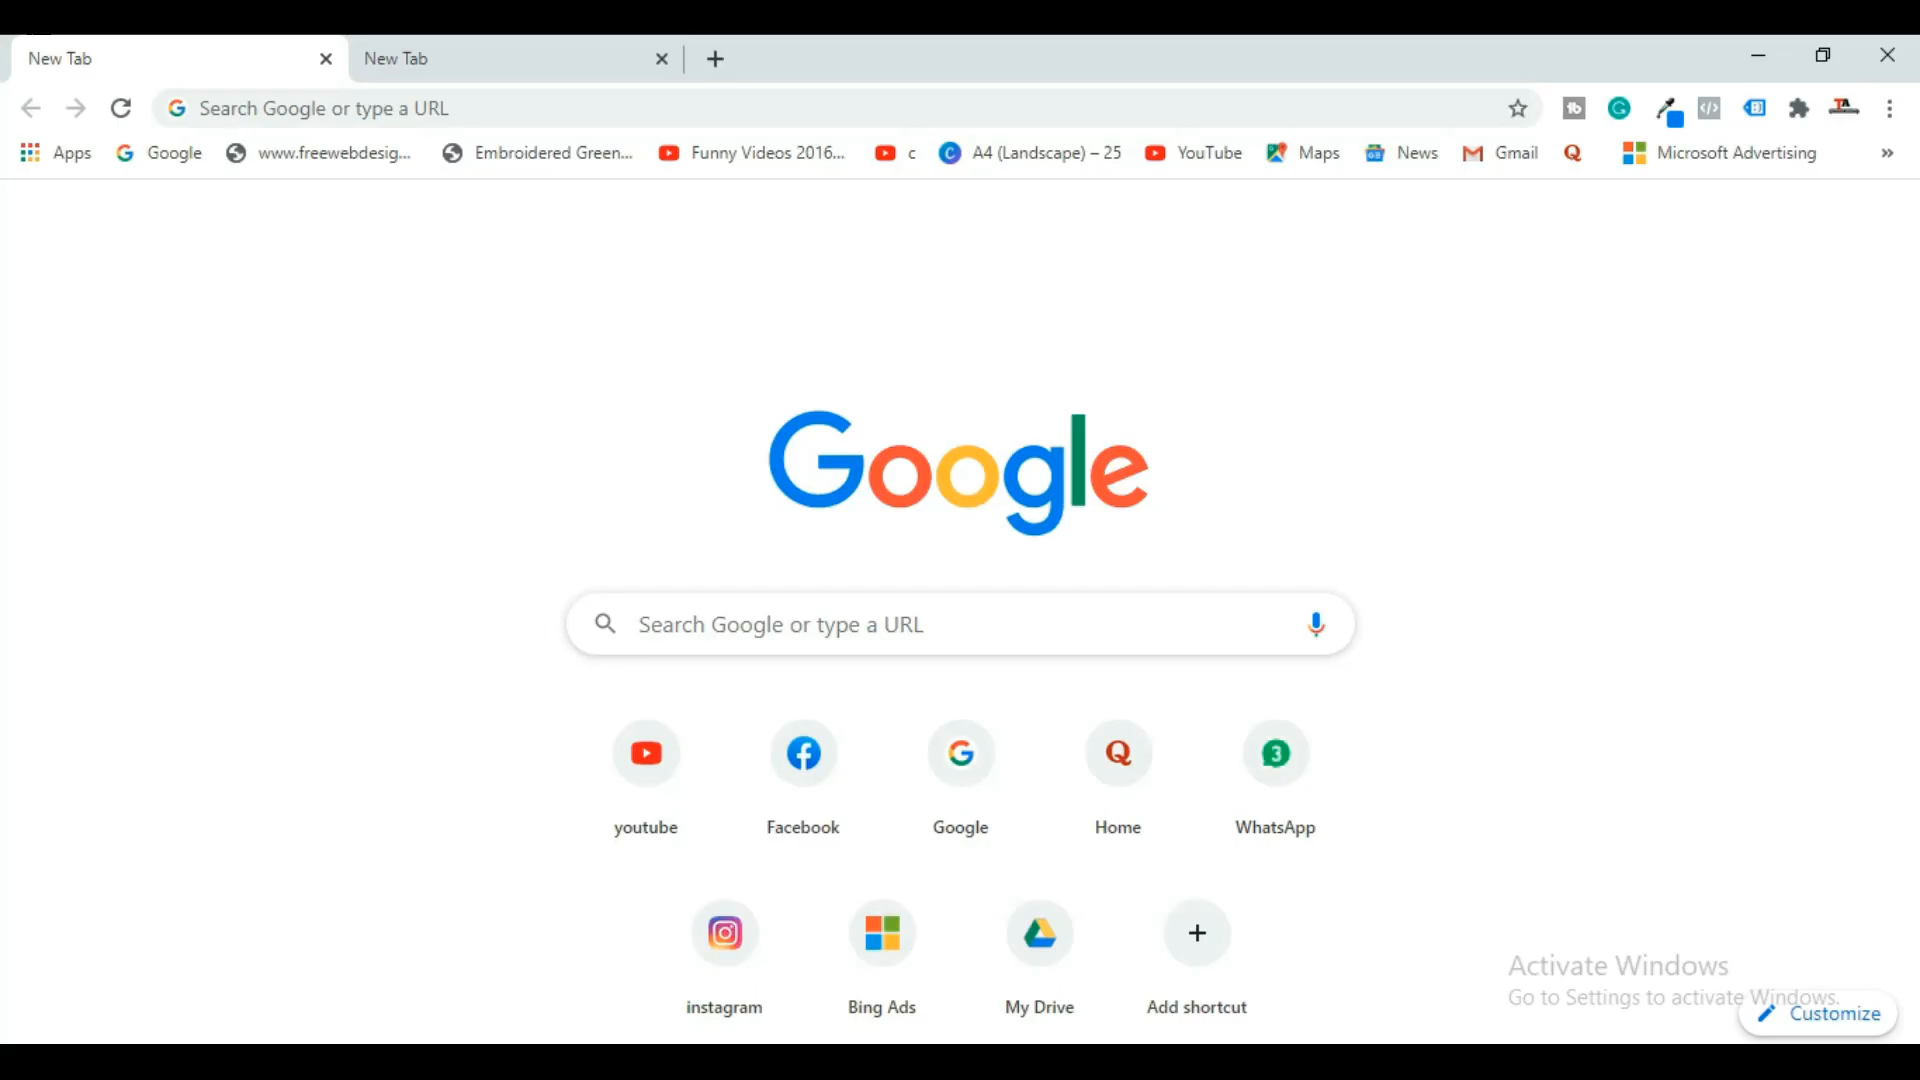 New Tab
New Tab
Search Google or type a URL
Apps
Google
www.freewebdesig...
Embroidered Green...
Funny Videos 2016...
c
A4 (Landscape) – 25
YouTube
Maps
News
Gmail
Microsoft Advertising
Google
Search Google or type a URL
youtube
Facebook
Google
Home
WhatsApp
3
instagram
Bing Ads
My Drive
Add shortcut
Activate Windows
Go to Settings to activate Windows.
Customize